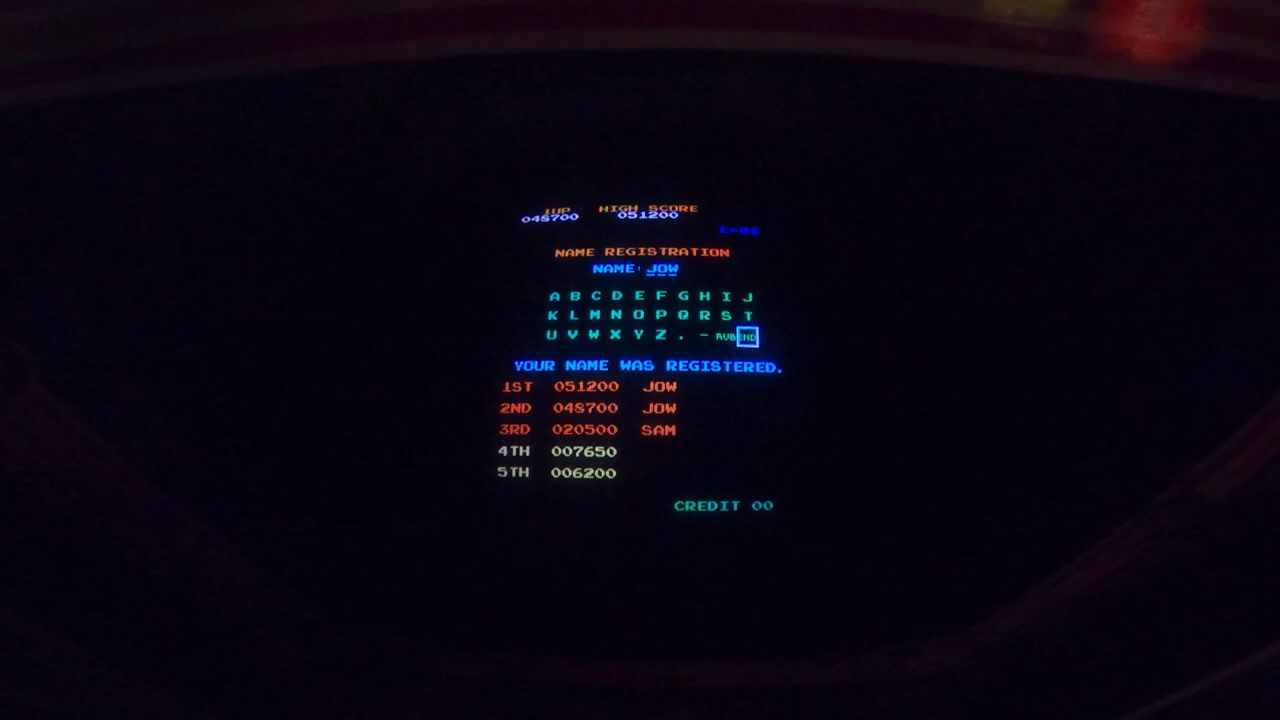 1UP HIGH SCORE
048700 051200
L=03
NAME REGISTRATION
NAME: JOW
A B C D E F G H I J
K L M N O P Q R S T
U V W X Y Z . - RUB END
YOUR NAME WAS REGISTERED.
1ST 051200 JOW
2ND 048700 JOW
3RD 020500 SAM
4TH 007650
5TH 006200
CREDIT 00